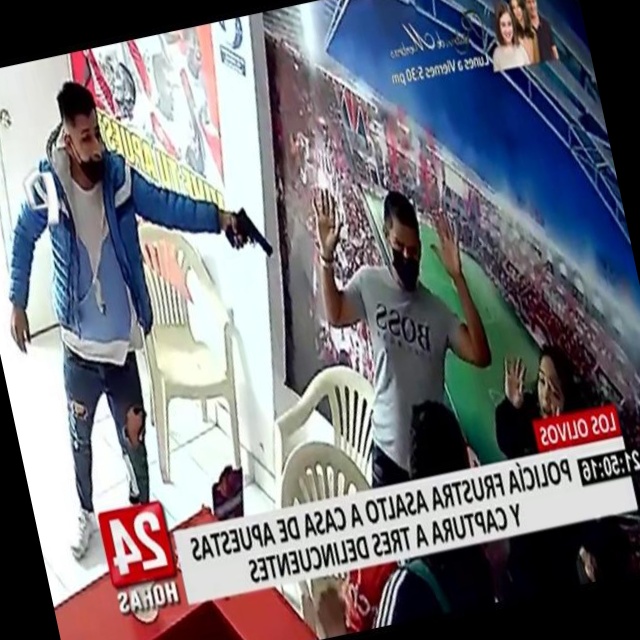 Lunes a Viernes 5:30 pm
BOSS
LOS OLIVOS
21:50:16
POLICÍA FRUSTRA ASALTO A CASA DE APUESTAS
Y CAPTURA A TRES DELINCUENTES
24
HORAS